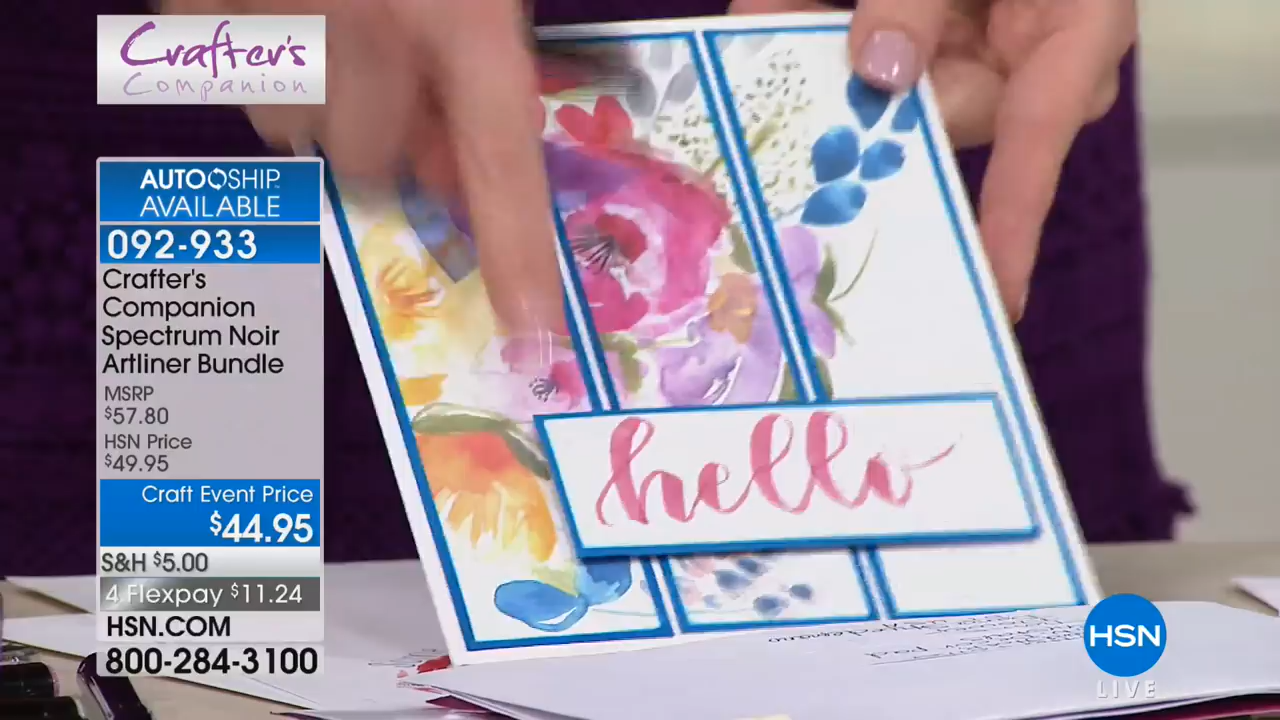 Crafter's
Companion
AUTOSHIP
AVAILABLE
092-933
Crafter's
Companion
Spectrum Noir
Artliner Bundle
MSRP
$57.80
HSN Price
$49.95
Craft Event Price
$44.95
S&H $5.00
4 Flexpay $11.24
HSN.COM
800-284-3100
hello
HSN
LIVE